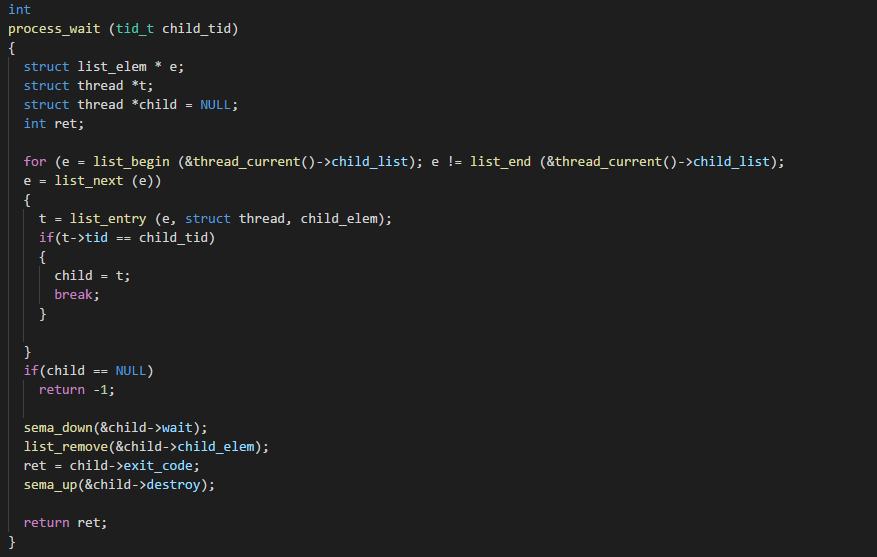 int
process_wait (tid_t child_tid)
{
  struct list_elem * e;
  struct thread *t;
  struct thread *child = NULL;
  int ret;

  for (e = list_begin (&thread_current()->child_list); e != list_end (&thread_current()->child_list);
  e = list_next (e))
  {
    t = list_entry (e, struct thread, child_elem);
    if(t->tid == child_tid)
    {
      child = t;
      break;
    }

  }
  if(child == NULL)
    return -1;

  sema_down(&child->wait);
  list_remove(&child->child_elem);
  ret = child->exit_code;
  sema_up(&child->destroy);

  return ret;
}